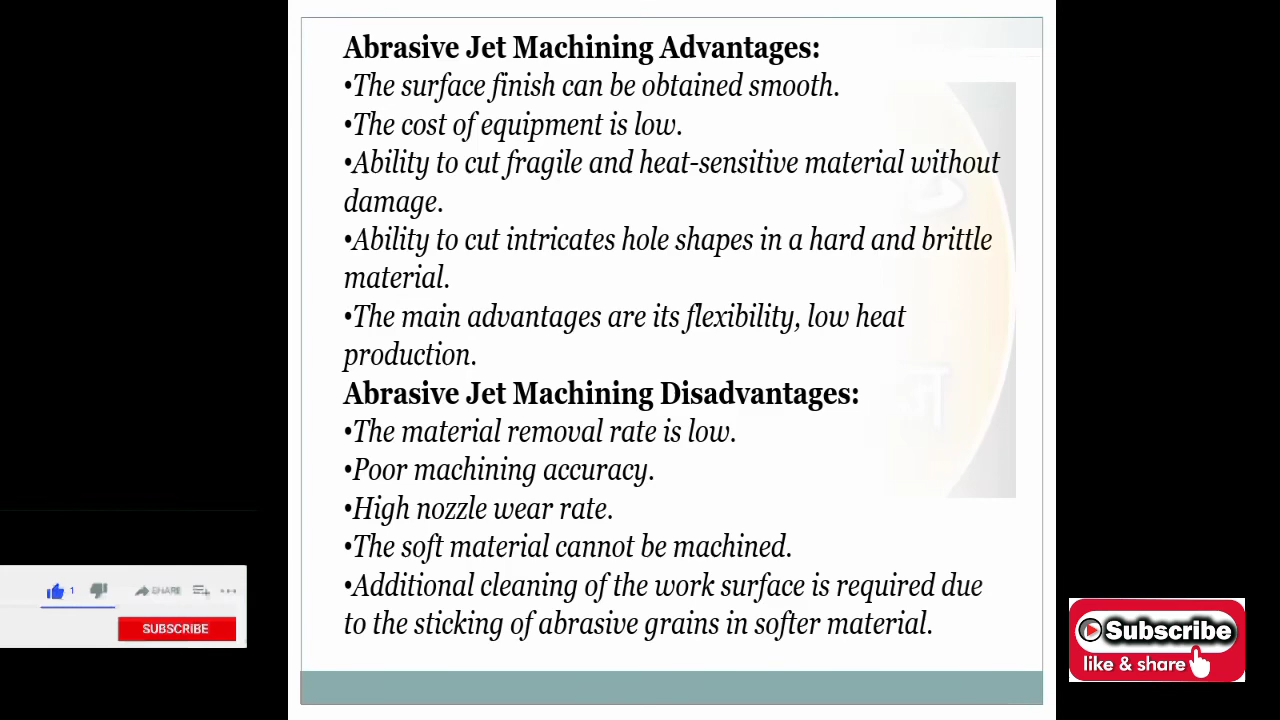 Abrasive Jet Machining Advantages:
•The surface finish can be obtained smooth.
•The cost of equipment is low.
•Ability to cut fragile and heat-sensitive material without
damage.
•Ability to cut intricates hole shapes in a hard and brittle
material.
•The main advantages are its flexibility, low heat
production.
Abrasive Jet Machining Disadvantages:
•The material removal rate is low.
•Poor machining accuracy.
•High nozzle wear rate.
•The soft material cannot be machined.
•Additional cleaning of the work surface is required due
to the sticking of abrasive grains in softer material.
1 SHARE
SUBSCRIBE
Subscribe
like & share